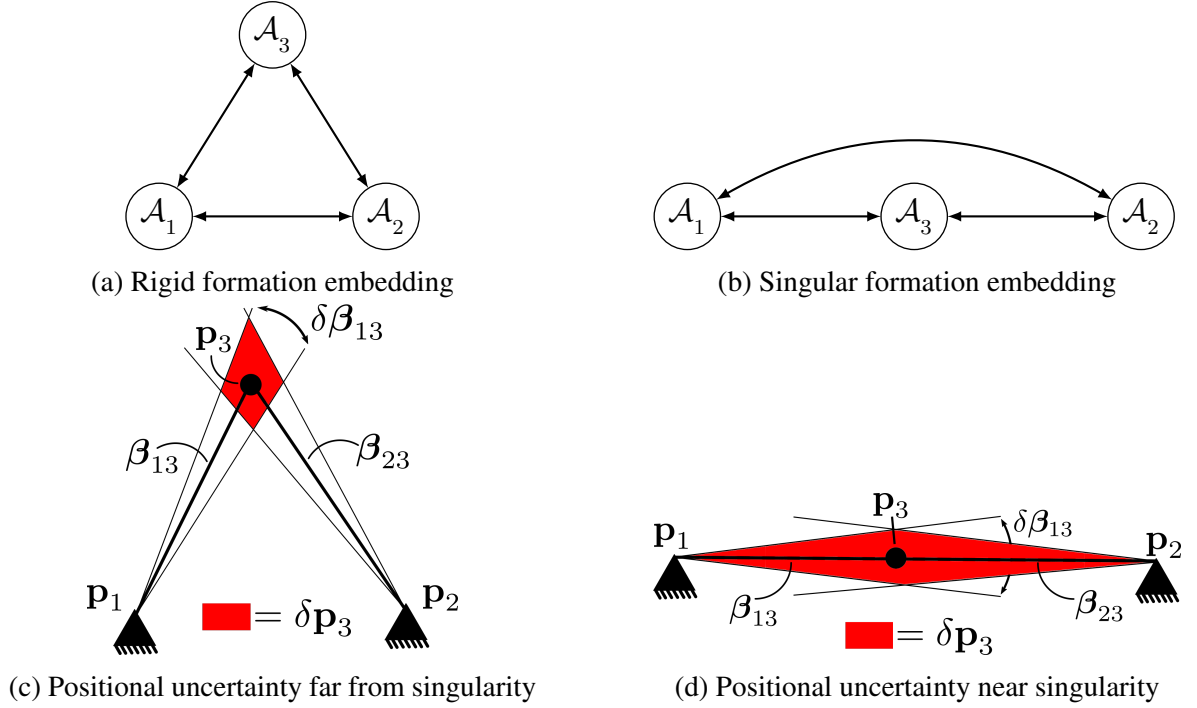 𝒜₃
𝒜₁ 𝒜₂
(a) Rigid formation embedding
𝒜₁ 𝒜₃ 𝒜₂
(b) Singular formation embedding
δβ₁₃
p₃
β₁₃ β₂₃
p₁ p₂
= δp₃
(c) Positional uncertainty far from singularity
p₃
δβ₁₃
p₁ p₂
β₁₃ β₂₃
= δp₃
(d) Positional uncertainty near singularity